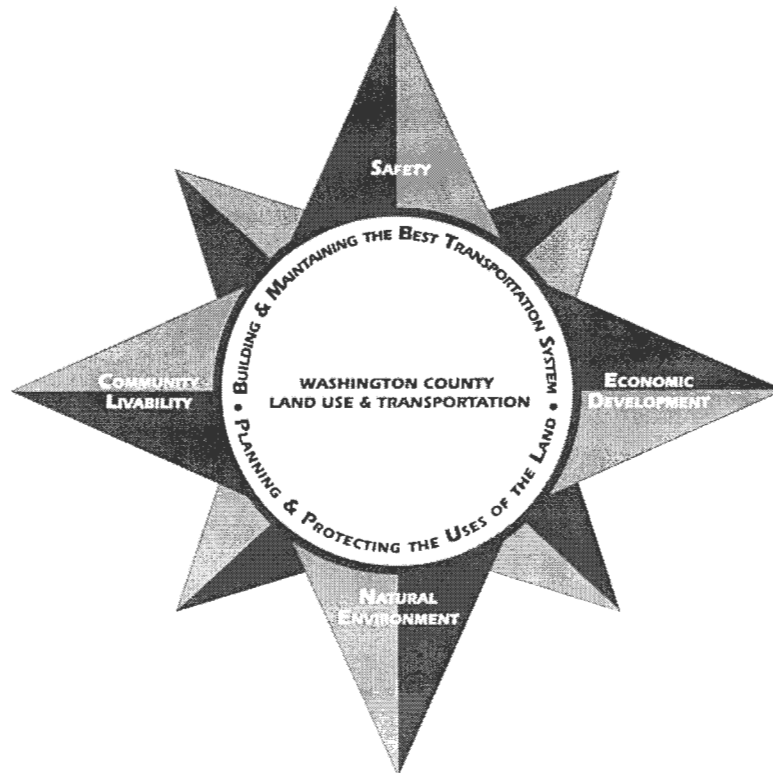 SAFETY
BUILDING & MAINTAINING THE BEST TRANSPORTATION SYSTEM •
COMMUNITY
LIVABILITY
WASHINGTON COUNTY
LAND USE & TRANSPORTATION
ECONOMIC
DEVELOPMENT
• PLANNING & PROTECTING THE USES OF THE LAND
NATURAL
ENVIRONMENT